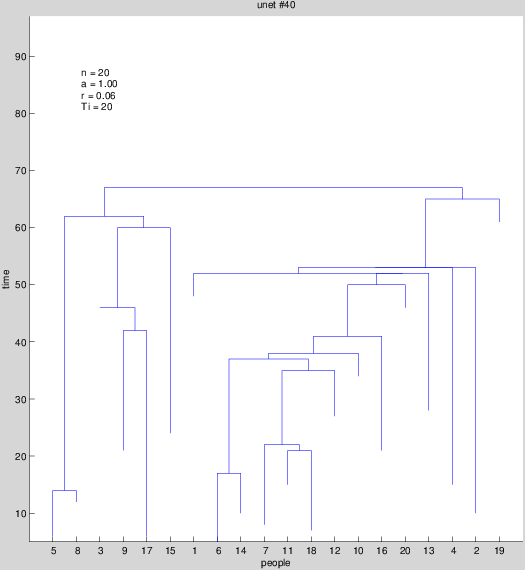 unet #40
90
n = 20
a = 1.00
r = 0.06
Ti = 20
80
70
60
50
40
30
20
10
time
5 8 3 9 17 15 1 6 14 7 11 18 12 10 16 20 13 4 2 19
people